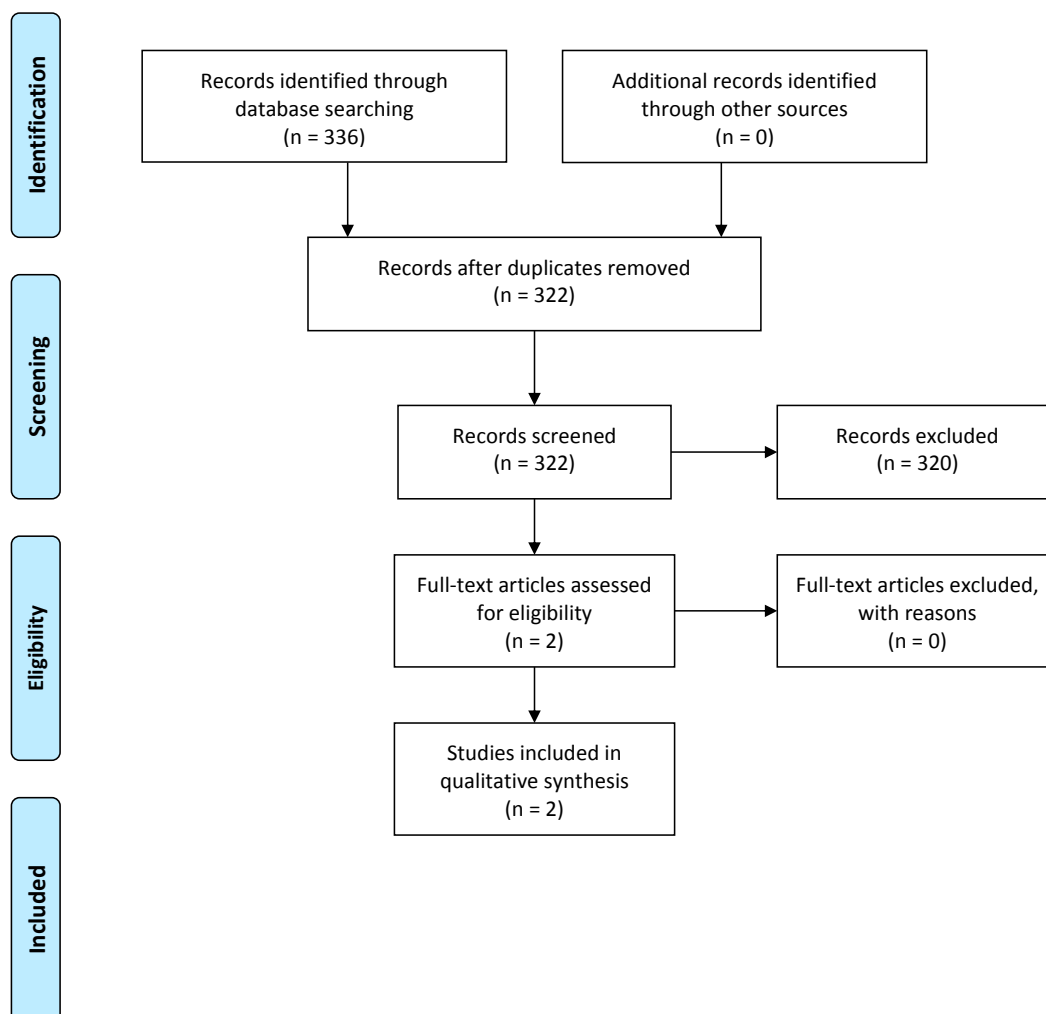 Identification
Records identified through
database searching
(n = 336)
Additional records identified
through other sources
(n = 0)
Records after duplicates removed
(n = 322)
Screening
Records screened
(n = 322)
Records excluded
(n = 320)
Eligibility
Full-text articles assessed
for eligibility
(n = 2)
Full-text articles excluded,
with reasons
(n = 0)
Studies included in
qualitative synthesis
(n = 2)
Included